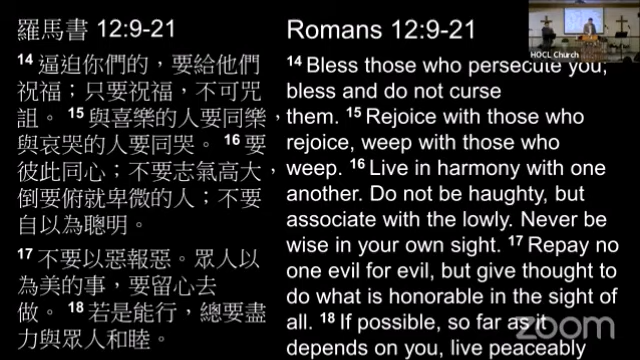 羅馬書 12:9-21
14 逼迫你們的，要給他們
祝福；只要祝福，不可咒
詛。 15 與喜樂的人要同樂，
與哀哭的人要同哭。 16 要
彼此同心；不要志氣高大，
倒要俯就卑微的人；不要
自以為聰明。
17 不要以惡報惡。眾人以
為美的事，要留心去
做。 18 若是能行，總要盡
力與眾人和睦。
Romans 12:9-21
14 Bless those who persecute you;
bless and do not curse
them. 15 Rejoice with those who
rejoice, weep with those who
weep. 16 Live in harmony with one
another. Do not be haughty, but
associate with the lowly. Never be
wise in your own sight. 17 Repay no
one evil for evil, but give thought to
do what is honorable in the sight of
all. 18 If possible, so far as it
depends on you, live peaceably
HOCL Church
zoom